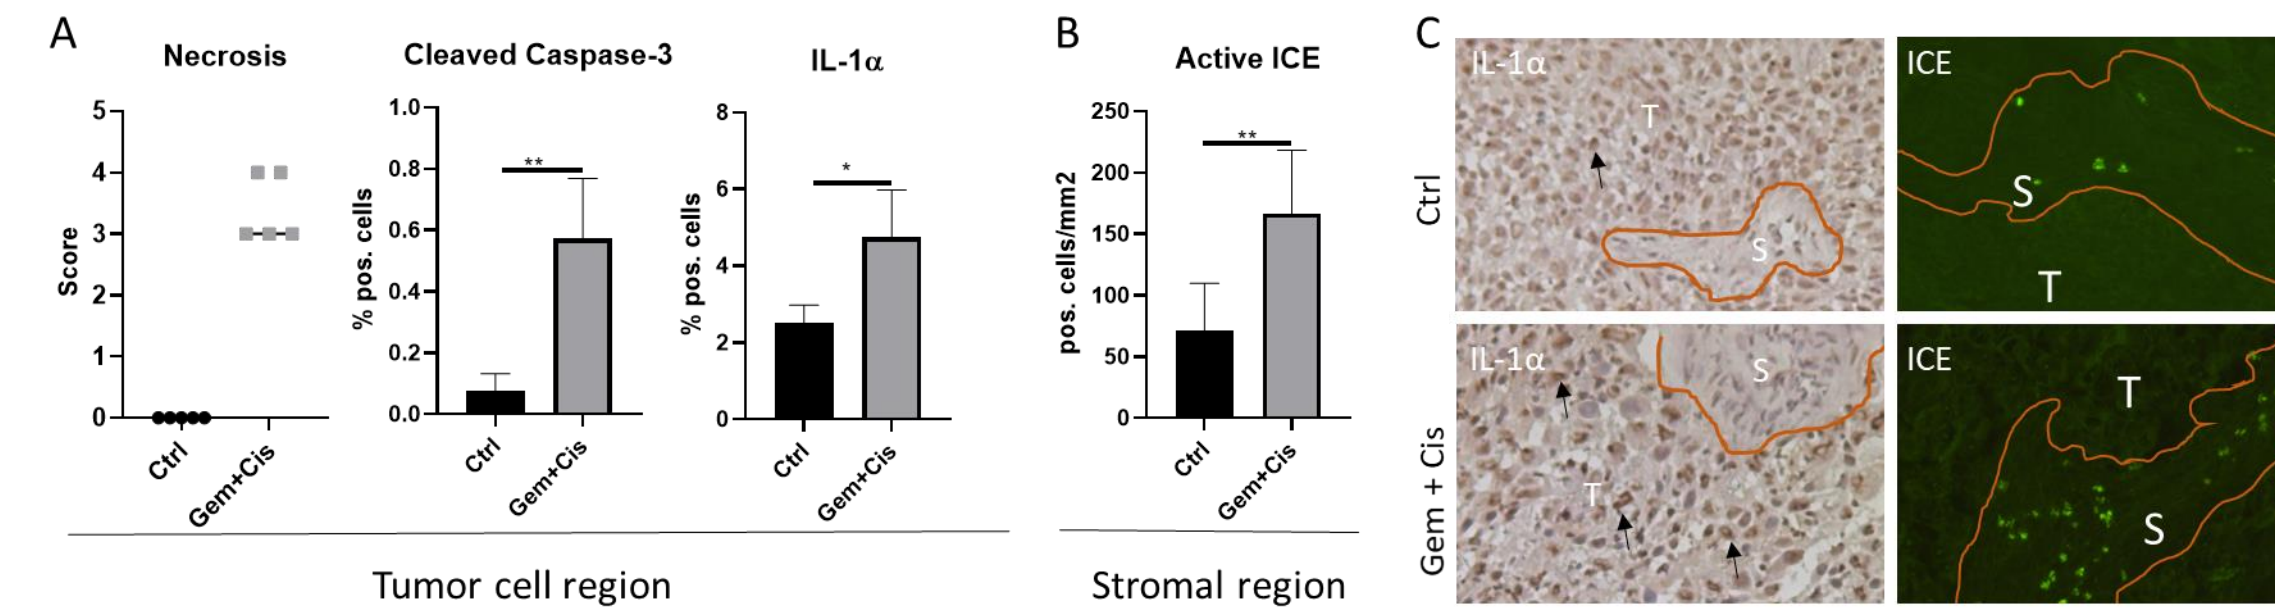 A
Necrosis
Score
5
4
3
2
1
0
Ctrl
Gem+Cis
Cleaved Caspase-3
% pos. cells
1.0
0.8
0.6
0.4
0.2
0.0
**
Ctrl
Gem+Cis
IL-1α
% pos. cells
8
6
4
2
0
*
Ctrl
Gem+Cis
Tumor cell region
B
Active ICE
pos. cells/mm2
250
200
150
100
50
0
**
Ctrl
Gem+Cis
Stromal region
C
Ctrl
IL-1α
T
S
ICE
S
T
Gem + Cis
IL-1α
S
T
ICE
T
S